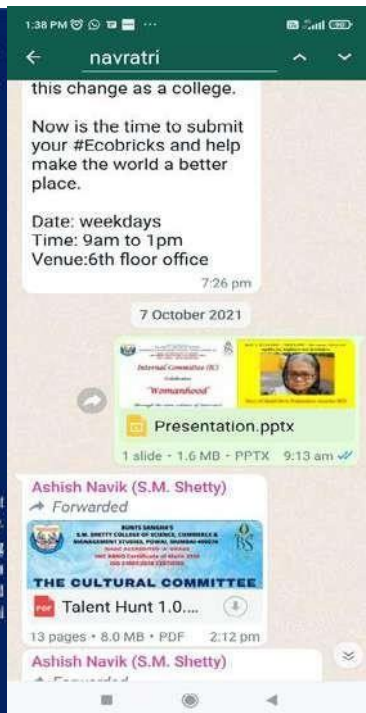 1:38 PM
navratri
this change as a college.
Now is the time to submit
your #Ecobricks and help
make the world a better
place.
Date: weekdays
Time: 9am to 1pm
Venue:6th floor office
7:26 pm
7 October 2021
Internal Committee (IC)
Celebrates
"Womanhood"
Presentation.pptx
1 slide • 1.6 MB • PPTX 9:13 am
Ashish Navik (S.M. Shetty)
Forwarded
BUNTS SANGHA'S
S.M. SHETTY COLLEGE OF SCIENCE, COMMERCE &
MANAGEMENT STUDIES, POWAI, MUMBAI-400076
THE CULTURAL COMMITTEE
PDF
Talent Hunt 1.0....
13 pages • 8.0 MB • PDF 2:12 pm
Ashish Navik (S.M. Shetty)
Forwarded